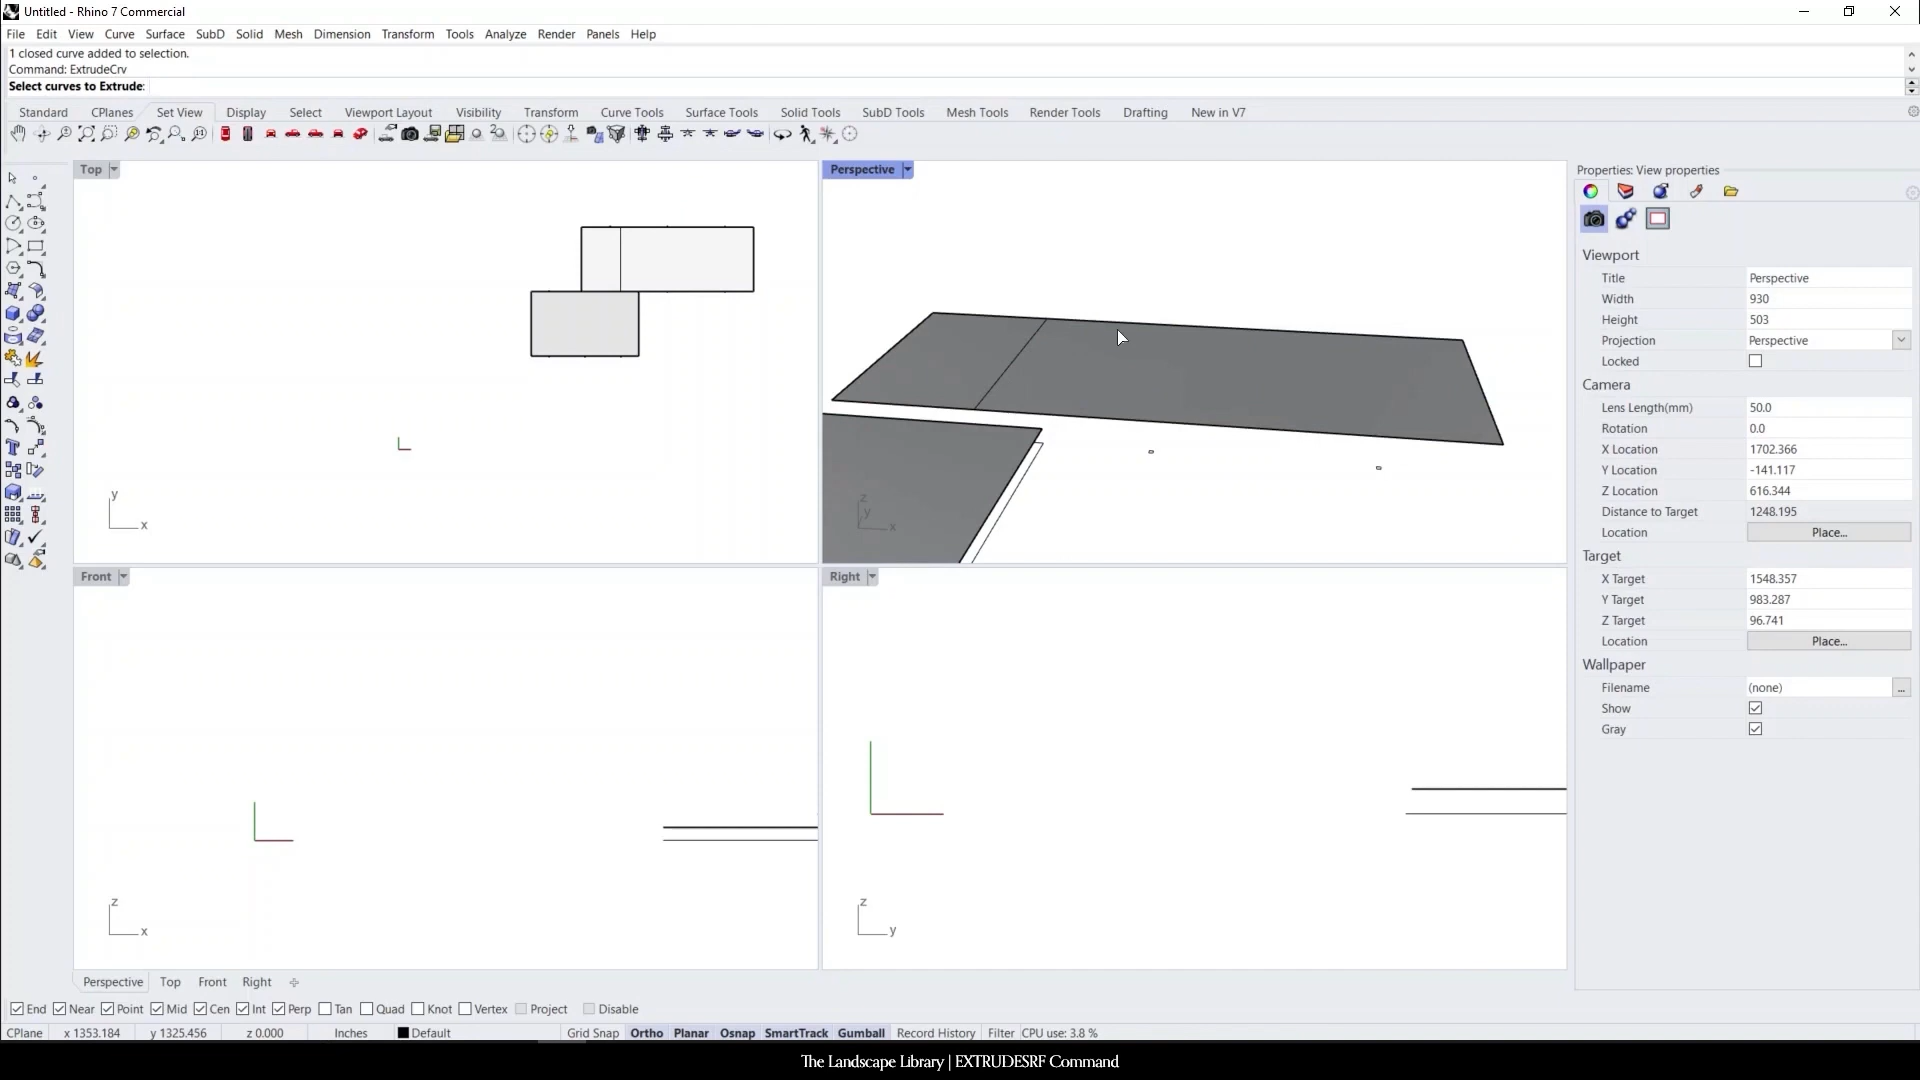 Untitled - Rhino 7 Commercial
File Edit View Curve Surface SubD Solid Mesh Dimension Transform Tools Analyze Render Panels Help
1 closed curve added to selection.
Command: ExtrudeCrv
Select curves to Extrude:
Standard CPlanes Set View Display Select Viewport Layout Visibility Transform Curve Tools Surface Tools Solid Tools SubD Tools Mesh Tools Render Tools Drafting New in V7
Top
y
x
Perspective
z
y
x
Front
z
x
Right
z
y
Properties: View properties
Viewport
Title Perspective
Width 930
Height 503
Projection Perspective
Locked
Camera
Lens Length(mm) 50.0
Rotation 0.0
X Location 1702.366
Y Location -141.117
Z Location 616.344
Distance to Target 1248.195
Location Place...
Target
X Target 1548.357
Y Target 983.287
Z Target 96.741
Location Place...
Wallpaper
Filename (none) ...
Show
Gray
Perspective Top Front Right
End Near Point Mid Cen Int Perp Tan Quad Knot Vertex Project Disable
CPlane x 1353.184 y 1325.456 z 0.000 Inches Default Grid Snap Ortho Planar Osnap SmartTrack Gumball Record History Filter CPU use: 3.8 %
The Landscape Library | EXTRUDESRF Command